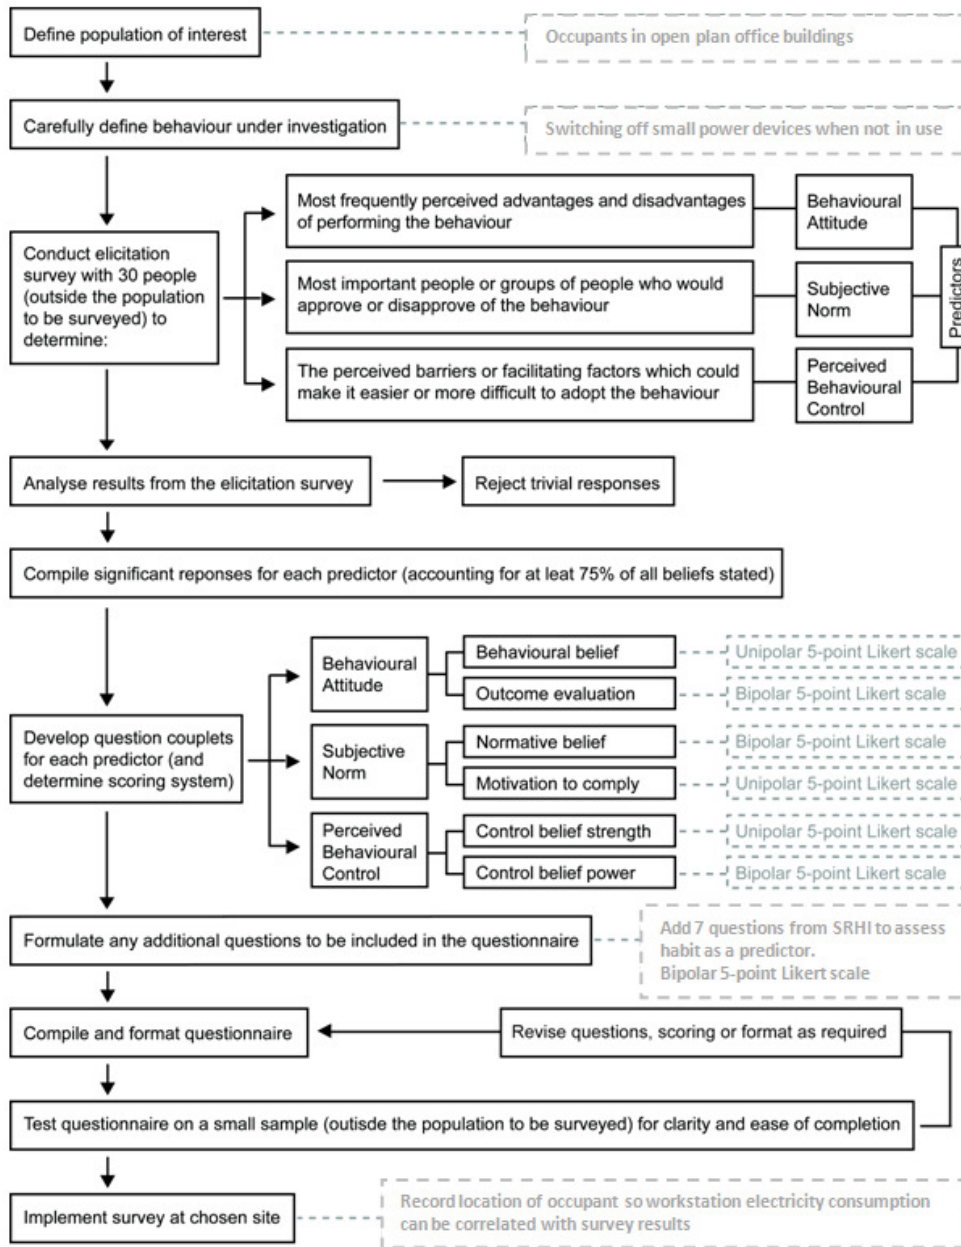 Define population of interest
Occupants in open plan office buildings
Carefully define behaviour under investigation
Switching off small power devices when not in use
Conduct elicitation
survey with 30 people
(outside the population
to be surveyed) to
determine:
Most frequently perceived advantages and disadvantages
of performing the behaviour
Behavioural
Attitude
Most important people or groups of people who would
approve or disapprove of the behaviour
Subjective
Norm
The perceived barriers or facilitating factors which could
make it easier or more difficult to adopt the behaviour
Perceived
Behavioural
Control
Predictors
Analyse results from the elicitation survey
Reject trivial responses
Compile significant reponses for each predictor (accounting for at leat 75% of all beliefs stated)
Develop question couplets
for each predictor (and
determine scoring system)
Behavioural
Attitude
Behavioural belief
Unipolar 5-point Likert scale
Outcome evaluation
Bipolar 5-point Likert scale
Subjective
Norm
Normative belief
Bipolar 5-point Likert scale
Motivation to comply
Unipolar 5-point Likert scale
Perceived
Behavioural
Control
Control belief strength
Unipolar 5-point Likert scale
Control belief power
Bipolar 5-point Likert scale
Formulate any additional questions to be included in the questionnaire
Add 7 questions from SRHI to assess
habit as a predictor.
Bipolar 5-point Likert scale
Compile and format questionnaire
Revise questions, scoring or format as required
Test questionnaire on a small sample (outisde the population to be surveyed) for clarity and ease of completion
Implement survey at chosen site
Record location of occupant so workstation electricity consumption
can be correlated with survey results